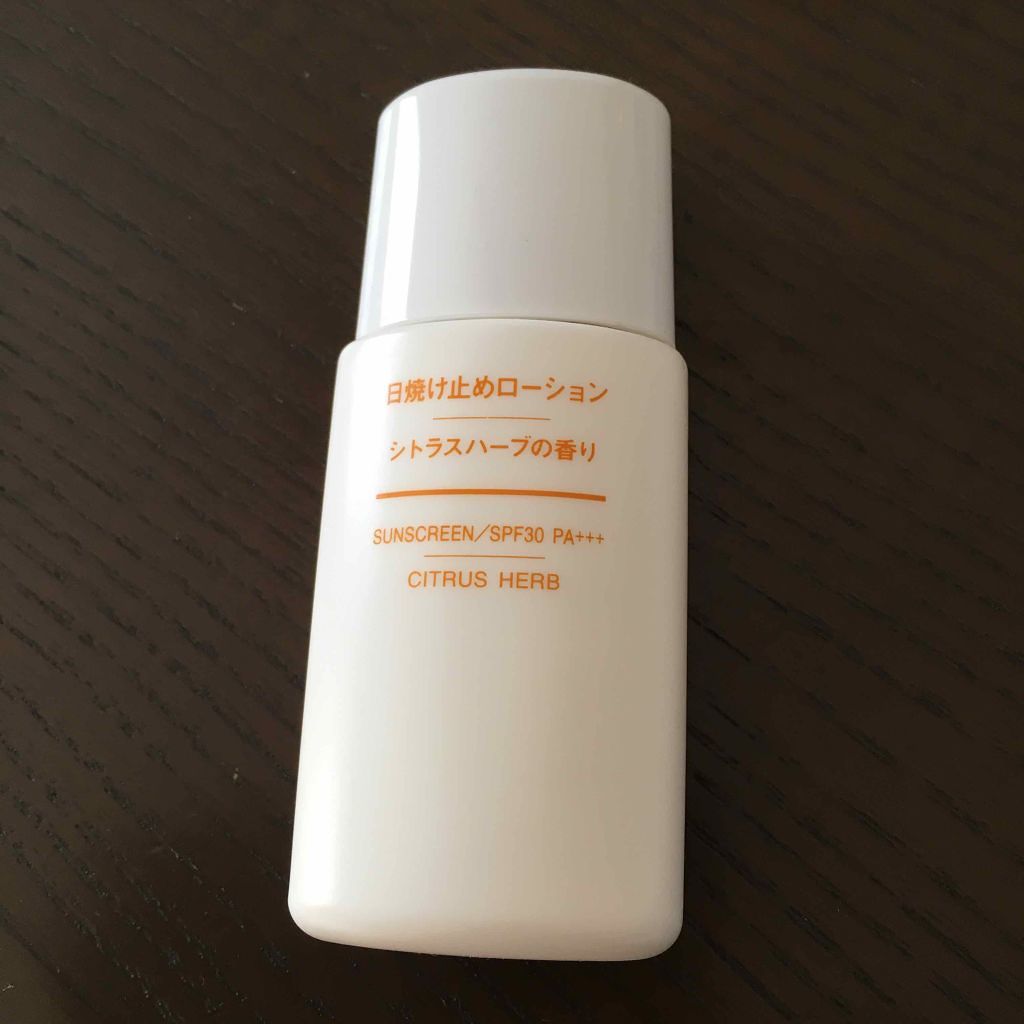 日焼け止めローション
シトラスハーブの香り
SUNSCREEN/SPF30 PA+++
CITRUS HERB